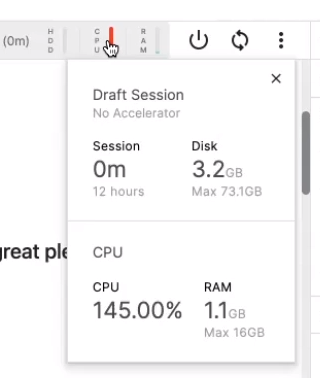 (0m) HDD CPU RAM
Draft Session
No Accelerator
Session Disk
0m 3.2GB
12 hours Max 73.1GB
great ple
CPU
CPU RAM
145.00% 1.1GB
Max 16GB